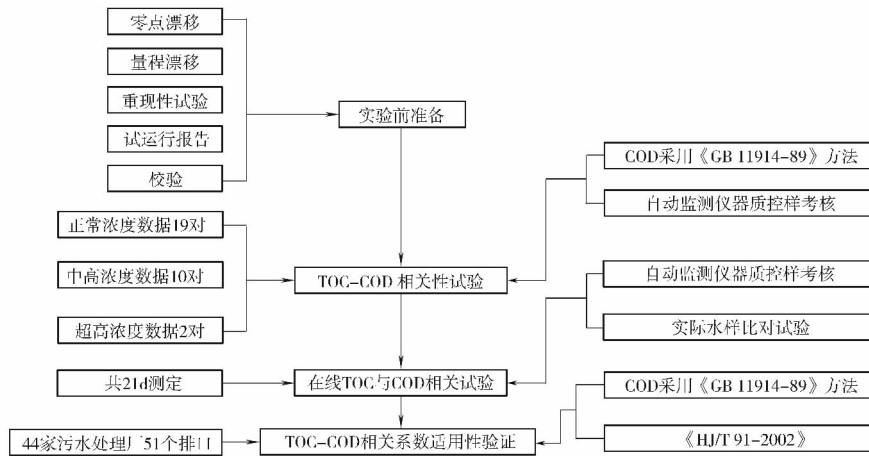 零点漂移
量程漂移
重现性试验
试运行报告
校验
实验前准备
COD采用《GB 11914-89》方法
自动监测仪器质控样考核
正常浓度数据19对
中高浓度数据10对
超高浓度数据2对
TOC-COD 相关性试验
自动监测仪器质控样考核
实际水样比对试验
共21d测定
在线TOC与COD相关试验
COD采用《GB 11914-89》方法
44家污水处理厂51个排口
TOC-COD相关系数适用性验证
《HJ/T 91-2002》